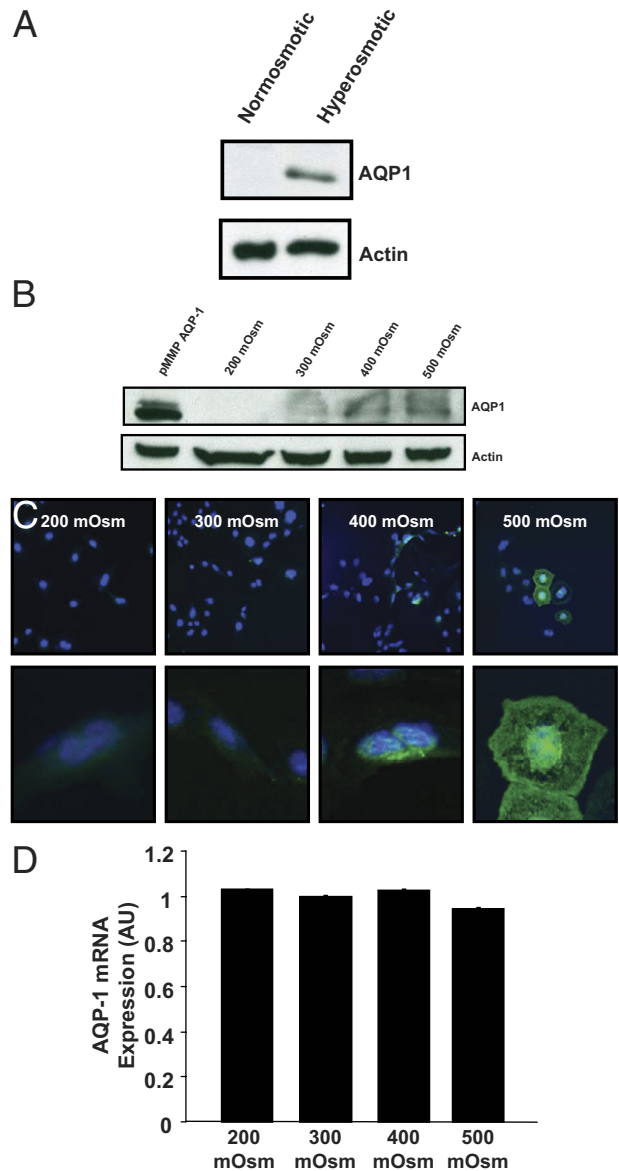 A
Normosmotic
Hyperosmotic
AQP1
Actin
B
pMMP AQP-1
200 mOsm
300 mOsm
400 mOsm
500 mOsm
AQP1
Actin
C
200 mOsm
300 mOsm
400 mOsm
500 mOsm
D
AQP-1 mRNA
Expression (AU)
1.2
1
0.8
0.6
0.4
0.2
0
200
mOsm
300
mOsm
400
mOsm
500
mOsm